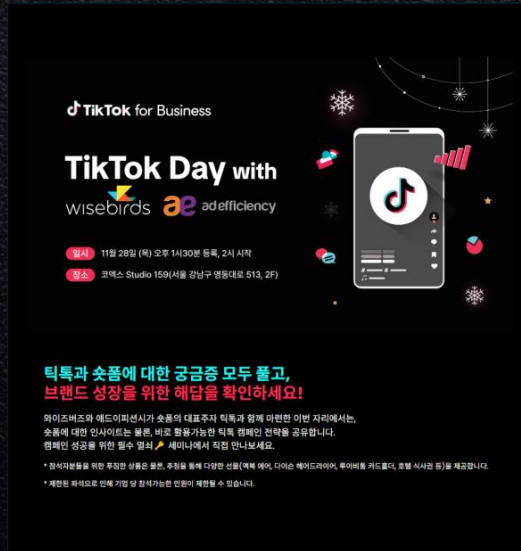 TikTok for Business
TikTok Day with
wisebirds ae adefficiency
일시 11월 28일 (목) 오후 1시30분 등록, 2시 시작
장소 코엑스 Studio 159(서울 강남구 영동대로 513, 2F)
틱톡과 숏폼에 대한 궁금증 모두 풀고,
브랜드 성장을 위한 해답을 확인하세요!
와이즈버즈와 애드이피션시가 숏폼의 대표주자 틱톡과 함께 마련한 이번 자리에서는,
숏폼에 대한 인사이트는 물론, 바로 활용가능한 틱톡 캠페인 전략을 공유합니다.
캠페인 성공을 위한 필수 열쇠🔑 세미나에서 직접 만나보세요.
* 참석자분들을 위한 푸짐한 상품은 물론, 추첨을 통해 다양한 선물(맥북 에어, 다이슨 헤어드라이어, 루이비통 카드홀더, 호텔 식사권 등)을 제공합니다.
* 제한된 좌석으로 인해 기업 당 참석가능한 인원이 제한될 수 있습니다.